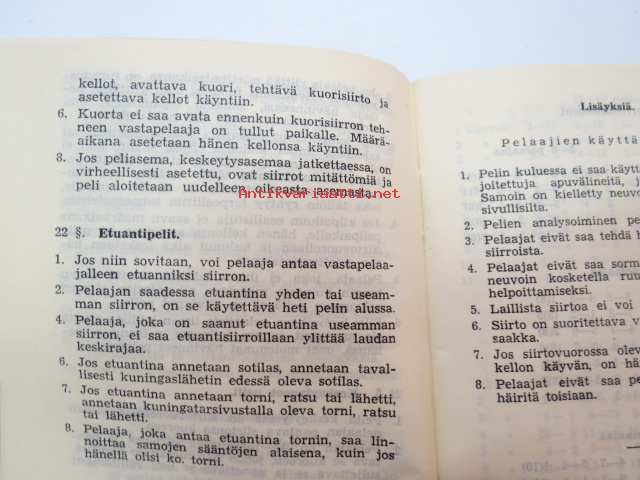 kellot, avattava kuori, tehtävä kuorisiirto ja
asetettava kellot käyntiin.
6. Kuorta ei saa avata ennenkuin kuorisiirron teh-
neen vastapelaaja on tullut paikalle. Määrä-
aikana asetetaan hänen kellonsa käyntiin.
8. Jos peliasema, keskeytysasemaa jatkettaessa, on
virheellisesti asetettu, ovat siirrot mitättömiä ja
peli aloitetaan uudelleen oikeasta asemasta.
Antikvariaatti.net
22 §. Etuantipelit.
1. Jos niin sovitaan, voi pelaaja antaa vastapelaa-
jalleen etuanniksi siirron.
2. Pelaajan saadessa etuantina yhden tai useam-
man siirron, on se käytettävä heti pelin alussa.
4. Pelaaja, joka on saanut etuantina useamman
siirron, ei saa etuantisiirroillaan ylittää laudan
keskirajaa.
6. Jos etuantina annetaan sotilas, annetaan taval-
lisesti kuningaslähetin edessä oleva sotilas.
7. Jos etuantina annetaan torni, ratsu tai lähetti,
annetaan kuningatarsivustalla oleva torni, ratsu
tai lähetti.
8. Pelaaja, joka antaa etuantina tornin, saa lin-
noittaa samojen sääntöjen alaisena, kuin jos
hänellä olisi ko. torni.
Lisäyksiä.
Pelaajien käyttä
1. Pelin kuluessa ei saa käyt
joitettuja apuvälineitä, j
Samoin on kielletty neuvo
sivullisilta.
2. Pelien analysoiminen pe
3. Pelaajat eivät saa tehdä h
siirroista.
4. Pelaajat eivät saa sorm
neuvoin kosketella ruu
helpoittamiseksi.
5. Laillista siirtoa ei voi
6. Siirto on suoritettava v
saakka.
7. Jos siirtovuorossa olev
kellon käyvän, on hä
8. Pelaajat eivät saa pe
häiritä toisiaan.